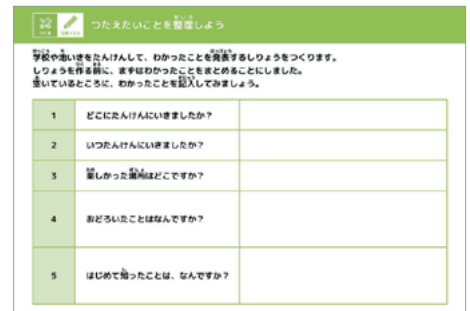 つたえたいことを整理しよう
学校や地いきをたんけんして、わかったことを発表するしりょうをつくります。
しりょうを作る前に、まずはわかったことをまとめることにしました。
空いているところに、わかったことを記入してみましょう。
1 どこにたんけんにいきましたか?
2 いつたんけんにいきましたか?
3 楽しかった場所はどこですか?
4 おどろいたことはなんですか?
5 はじめて知ったことは、なんですか?